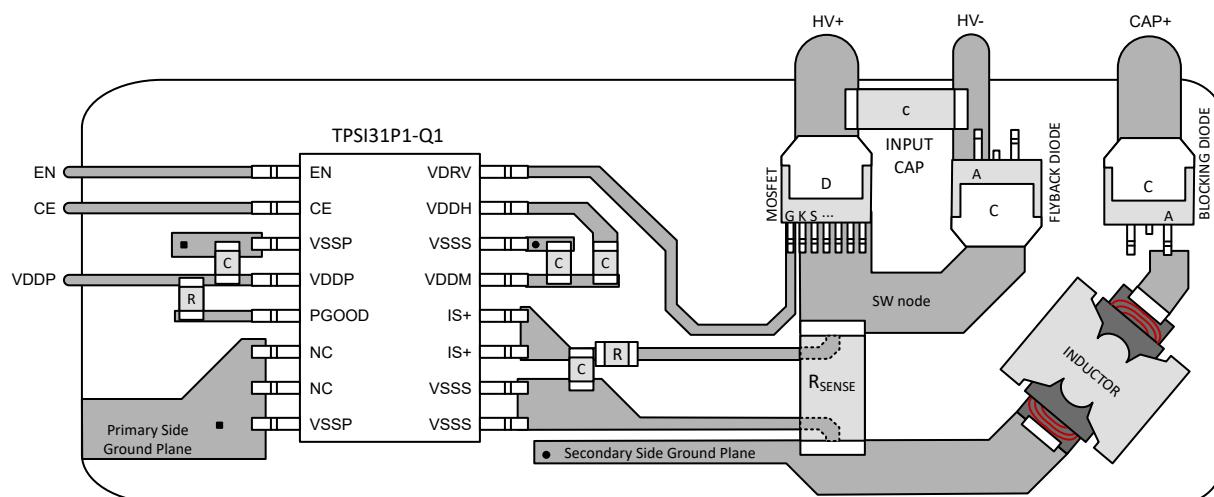 HV+
HV-
CAP+
TPSI31P1-Q1
C
INPUT
CAP
MOSFET
D
G K S ...
A
C
FLYBACK DIODE
C
A
BLOCKING DIODE
EN
CE
VDDP
EN
CE
VSSP
VDDP
PGOOD
NC
NC
VSSP
VDRV
VDDH
VSSS
VDDM
IS+
IS+
VSSS
VSSS
C
R
C
C
C
R
SW node
RSENSE
INDUCTOR
Primary Side
Ground Plane
Secondary Side Ground Plane